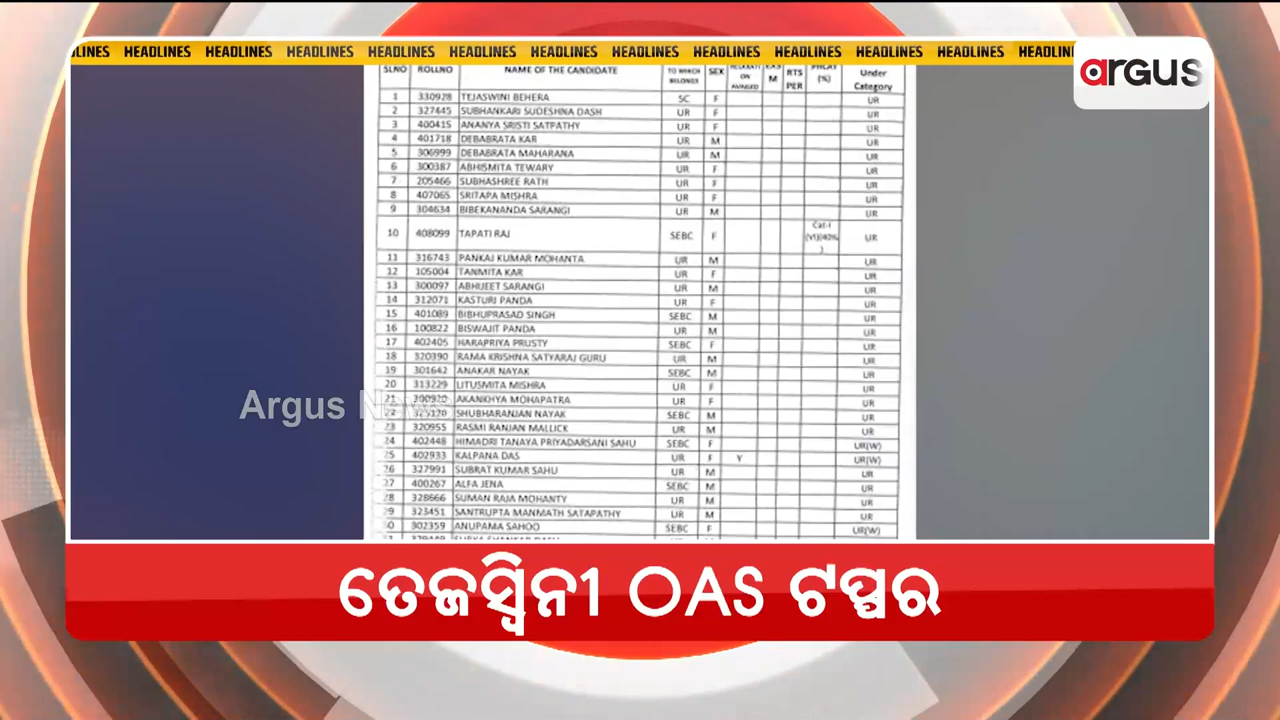 HEADLINES HEADLINES HEADLINES HEADLINES HEADLINES HEADLINES HEADLINES HEADLINES HEADLINES HEADLINES HEADLINES
argus
SLNO ROLLNO NAME OF THE CANDIDATE TO WHICH BELONGS SEX AVAILED M RTS PER (%) Under Category
1 330928 TEJASWINI BEHERA SC F UR
2 327445 SUBHANKARI SUDESHNA DASH UR F UR
3 400415 ANANYA SRISTI SATPATHY UR F UR
4 401718 DEBABRATA KAR UR M UR
5 306999 DEBABRATA MAHARANA UR M UR
6 300387 ABHISMITA TEWARY UR F UR
7 205466 SUBHASHREE RATH UR F UR
8 407065 SRITAPA MISHRA UR F UR
9 304634 BIBEKANANDA SARANGI UR M UR
10 408099 TAPATI RAJ SEBC F Cat-I (VI)(40%) UR
11 316743 PANKAJ KUMAR MOHANTA UR M UR
12 105004 TANMITA KAR UR F UR
13 300097 ABHIJEET SARANGI UR M UR
14 312071 KASTURI PANDA UR F UR
15 401089 BIBHUPRASAD SINGH SEBC M UR
16 100822 BISWAJIT PANDA UR M UR
17 402405 HARAPRIYA PRUSTY SEBC F UR
18 320390 RAMA KRISHNA SATYARAJ GURU UR M UR
19 301642 ANAKAR NAYAK SEBC M UR
20 313229 LITUSMITA MISHRA UR F UR
21 300920 AKANKHYA MOHAPATRA UR F UR
22 SHUBHARANJAN NAYAK SEBC M UR
23 320955 RASMI RANJAN MALLICK UR M UR
24 402448 HIMADRI TANAYA PRIYADARSANI SAHU SEBC F UR(W)
25 402933 KALPANA DAS UR F Y UR(W)
26 327991 SUBRAT KUMAR SAHU UR M UR
27 400267 ALFA JENA SEBC M UR
28 328666 SUMAN RAJA MOHANTY UR M UR
29 323451 SANTRUPTA MANMATH SATAPATHY UR M UR
30 302359 ANUPAMA SAHOO SEBC F UR(W)
Argus News
ତେଜସ୍ୱିନୀ OAS ଟପ୍ପର